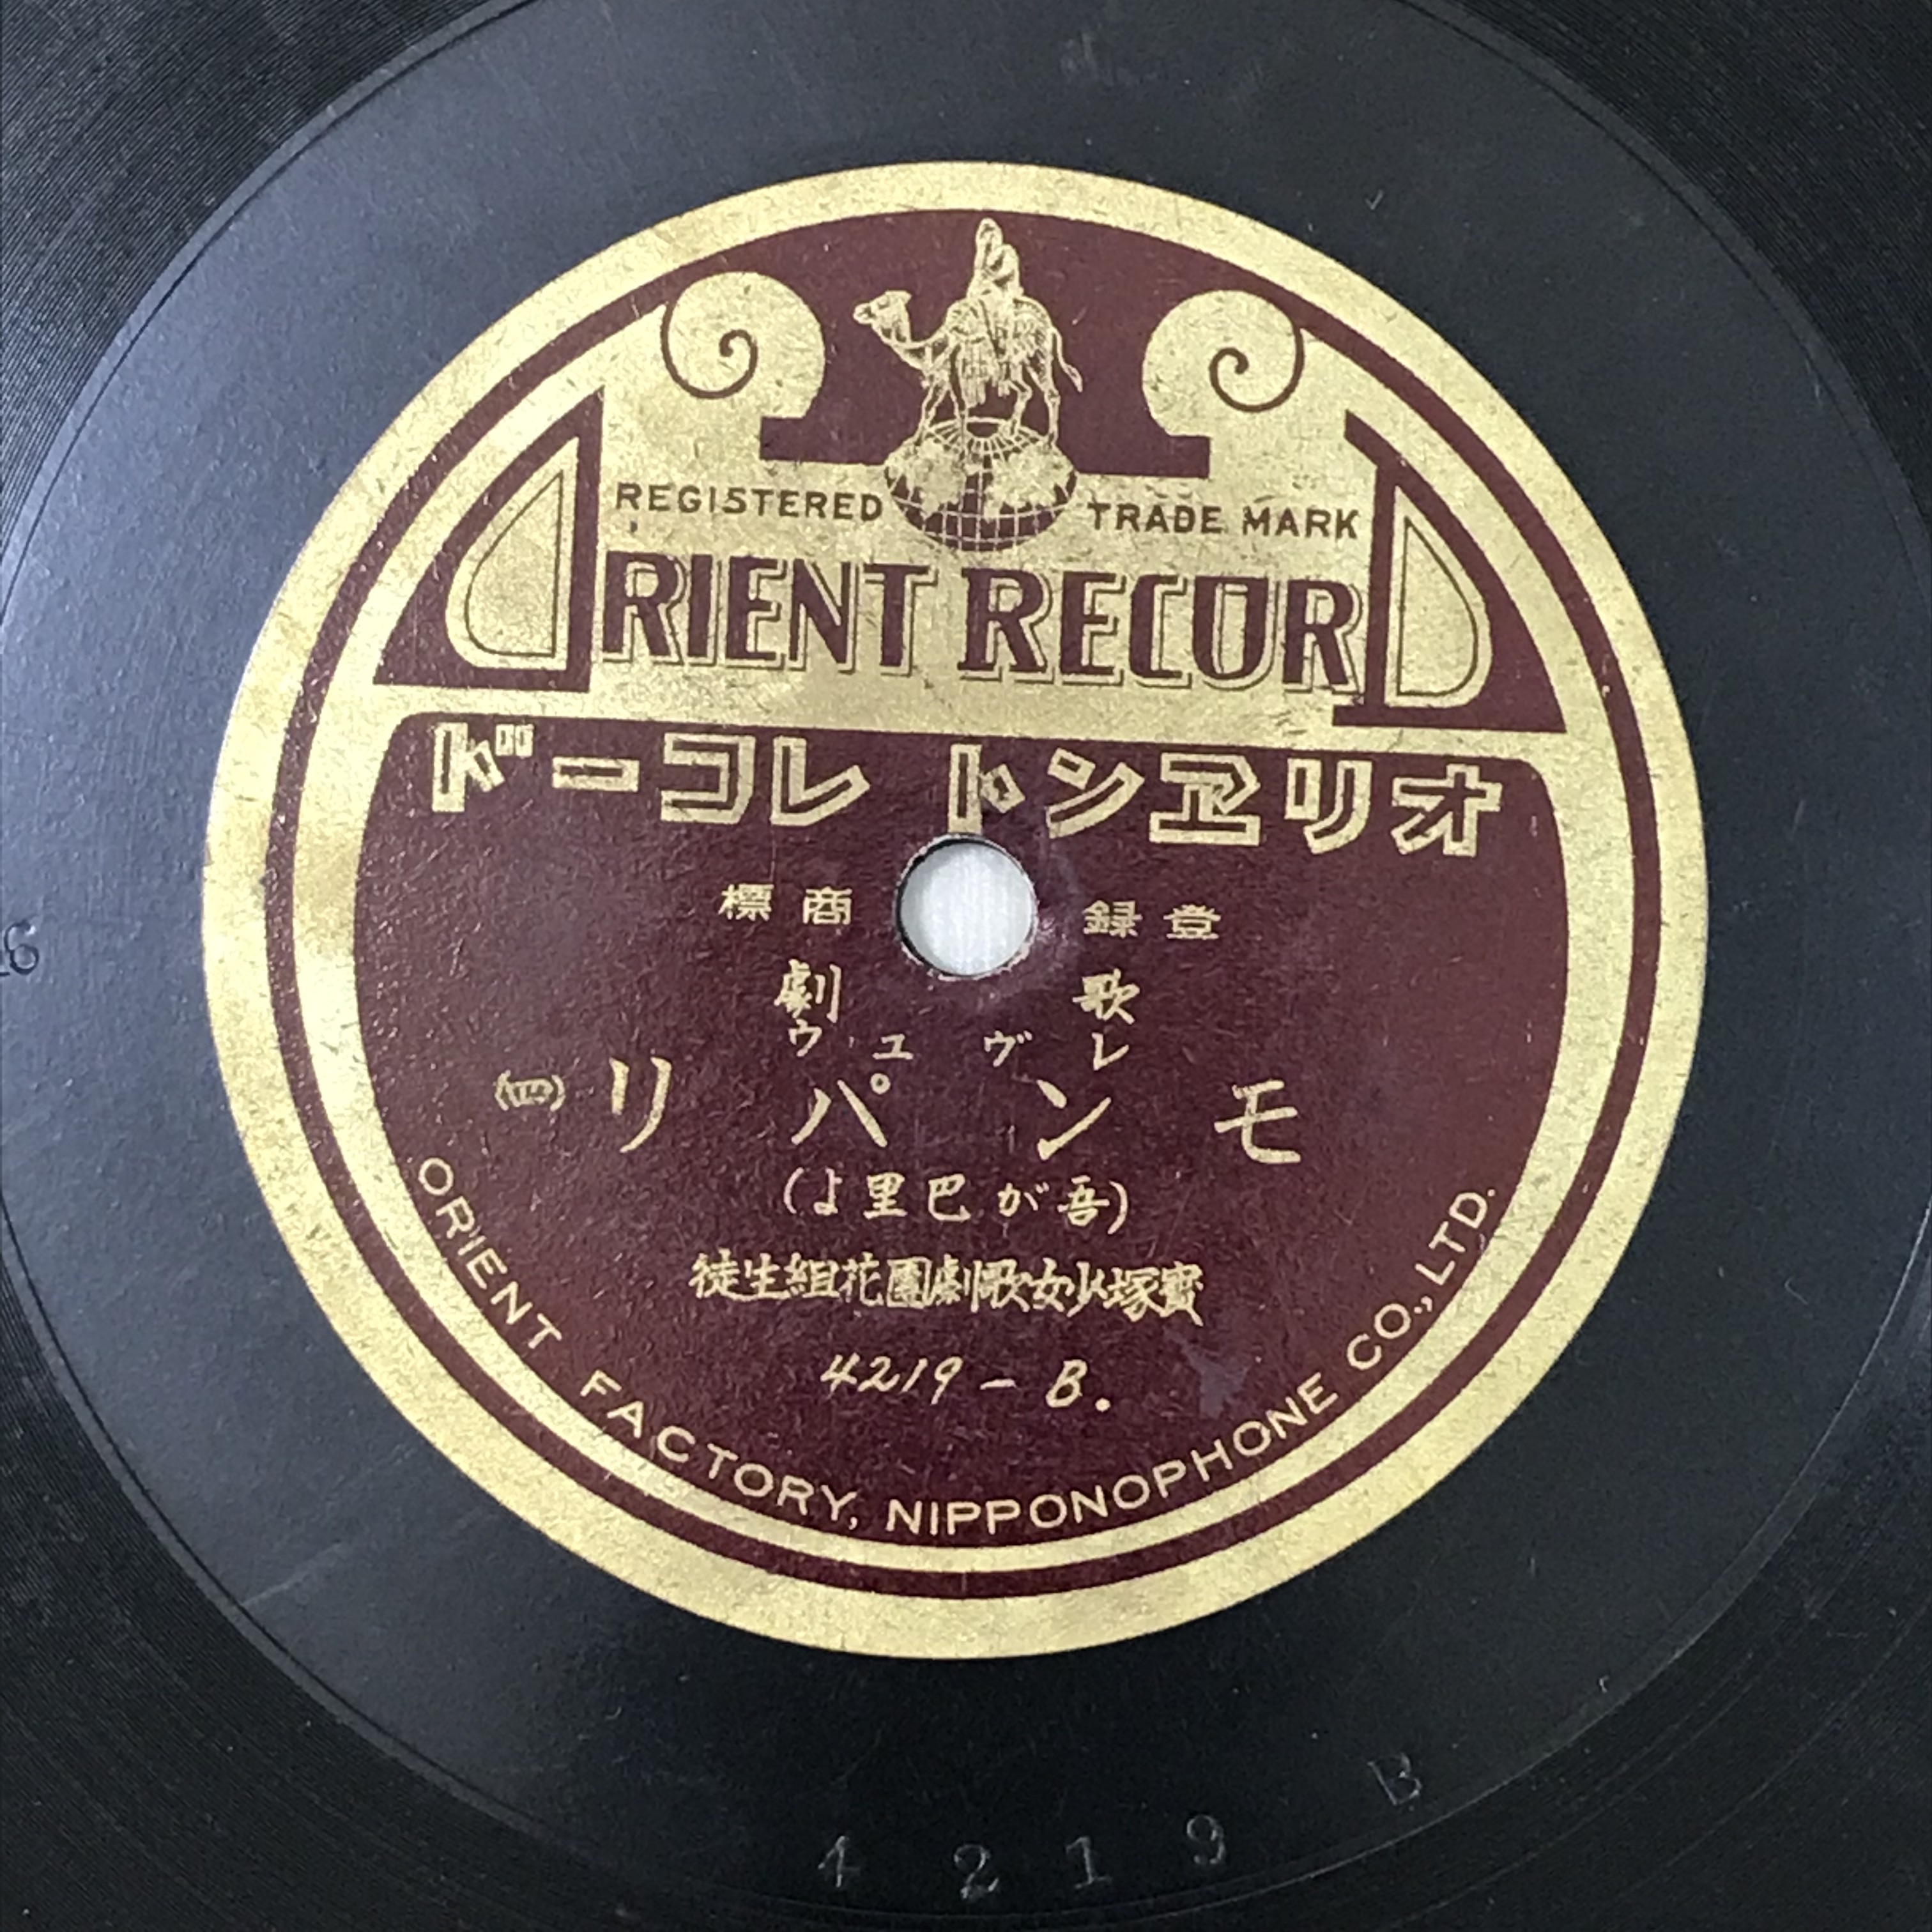 REGISTERED TRADE MARK
ORIENT RECORD
オリヱント レコード
登録 商標
歌劇
レヴュウ
モンパリ
(吾が巴里よ)
寶塚少女歌劇團花組生徒
4219-B.
ORIENT FACTORY, NIPPONOPHONE CO., LTD.
4219 B